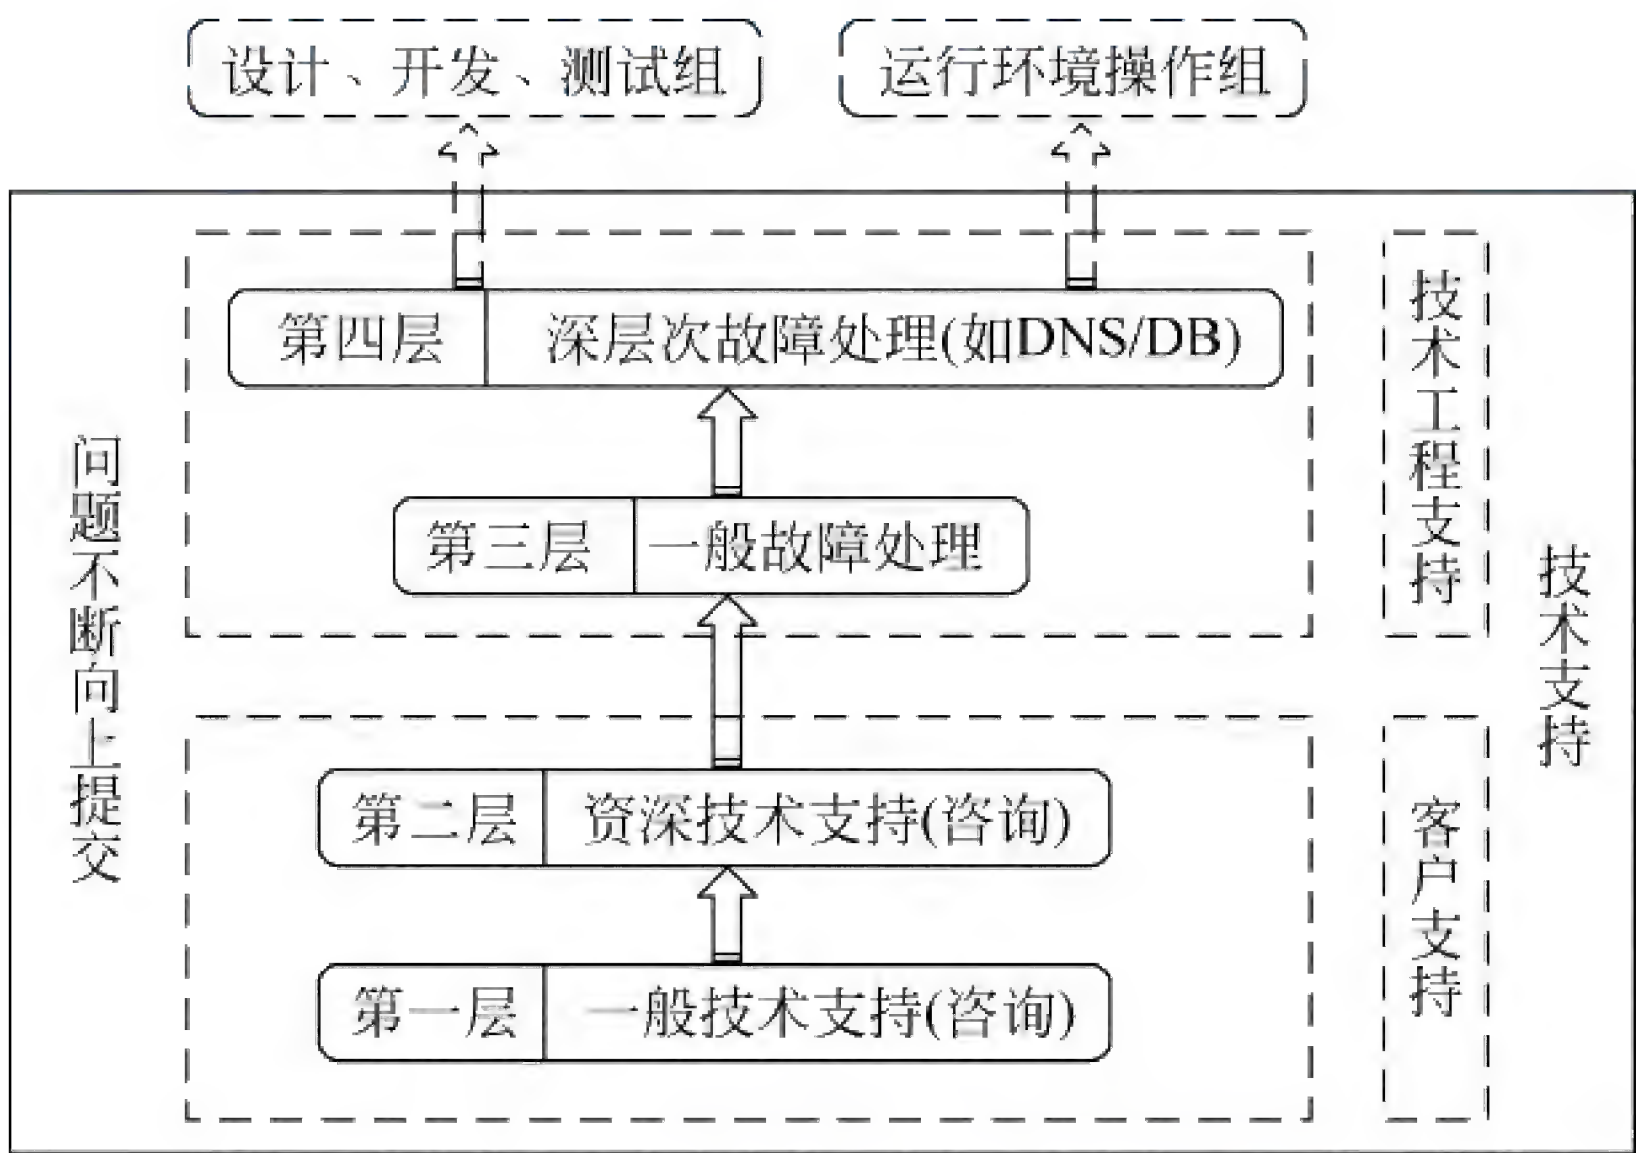 设计、开发、测试组
运行环境操作组
第四层
深层次故障处理(如DNS/DB)
第三层
一般故障处理
第二层
资深技术支持(咨询)
第一层
一般技术支持(咨询)
问题不断向上提交
技术工程支持
客户支持
技术支持